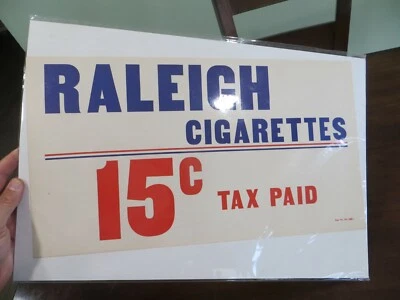 RALEIGH
CIGARETTES
15c TAX PAID